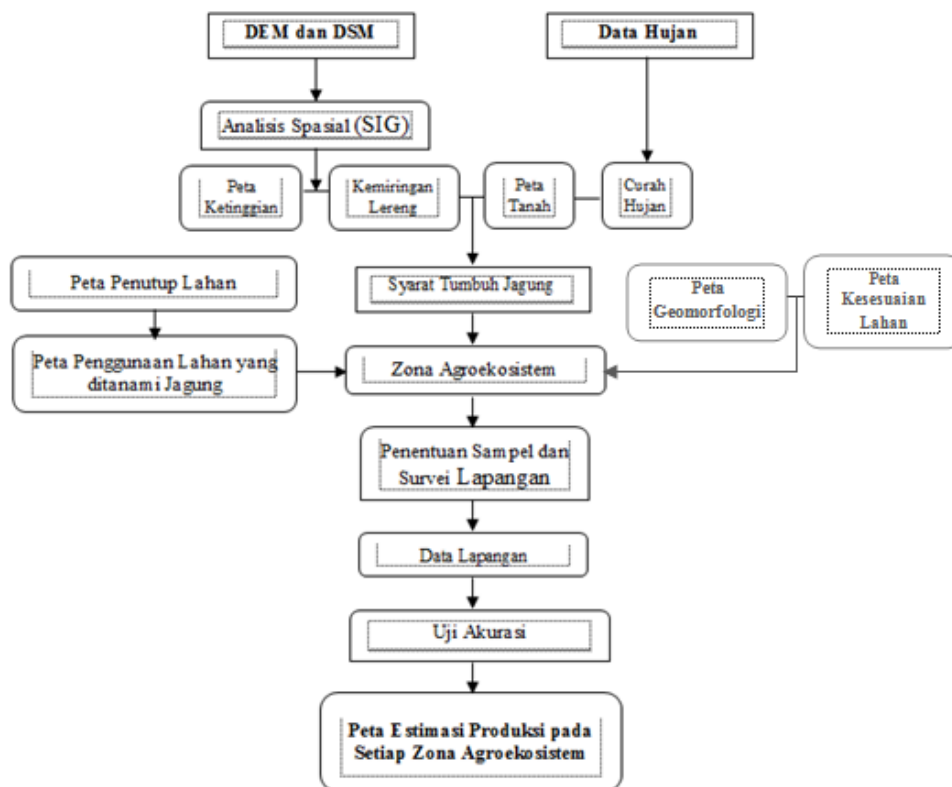 DEM dan DSM
Data Hujan
Analisis Spasial (SIG)
Peta
Ketinggian
Kemiringan
Lereng
Peta
Tanah
Curah
Hujan
Peta Penutup Lahan
Syarat Tumbuh Jagung
Peta
Geomorfologi
Peta
Kesesuaian
Lahan
Peta Penggunaan Lahan yang
ditanami Jagung
Zona Agroekosistem
Penentuan Sampel dan
Survei Lapangan
Data Lapangan
Uji Akurasi
Peta Estimasi Produksi pada
Setiap Zona Agroekosistem